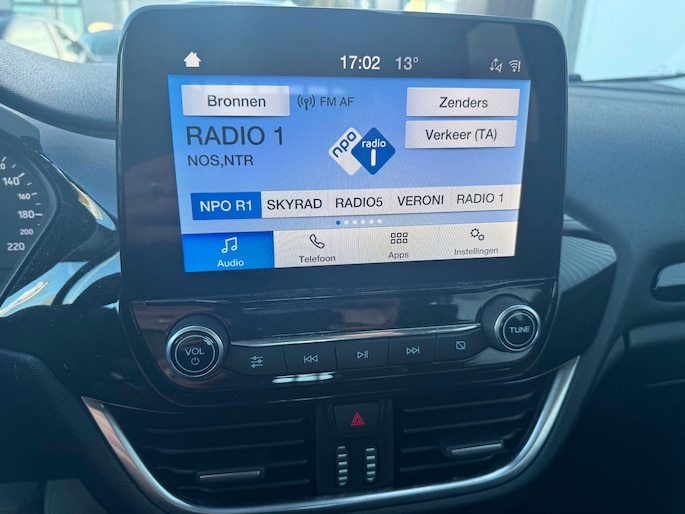 17:02 13°
Bronnen FM AF Zenders
Verkeer (TA)
RADIO 1
NOS,NTR
npo radio 1
NPO R1 SKYRAD RADIO5 VERONI RADIO 1
Audio Telefoon Apps Instellingen
VOL
TUNE
120
140
160
180
200
220